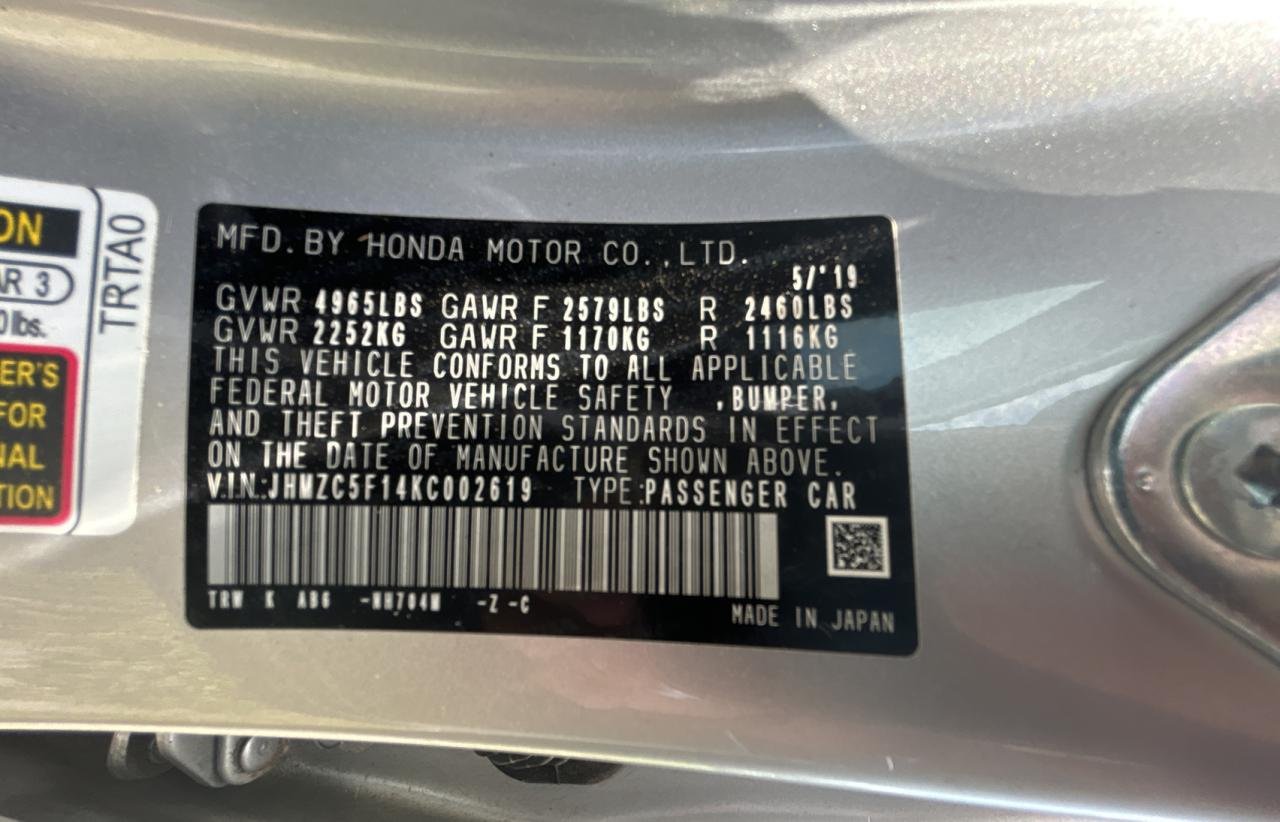 ON
AR 3
0 lbs.
ER'S
FOR
NAL
TION
TRTA0
MFD. BY HONDA MOTOR CO., LTD.
5/'19
GVWR 4965LBS GAWR F 2579LBS R 2460LBS
GVWR 2252KG GAWR F 1170KG R 1116KG
THIS VEHICLE CONFORMS TO ALL APPLICABLE
FEDERAL MOTOR VEHICLE SAFETY ,BUMPER,
AND THEFT PREVENTION STANDARDS IN EFFECT
ON THE DATE OF MANUFACTURE SHOWN ABOVE.
V.I.N.:JHMZC5F14KC002619 TYPE:PASSENGER CAR
TRW K AB6 -NH704M -Z -C
MADE IN JAPAN